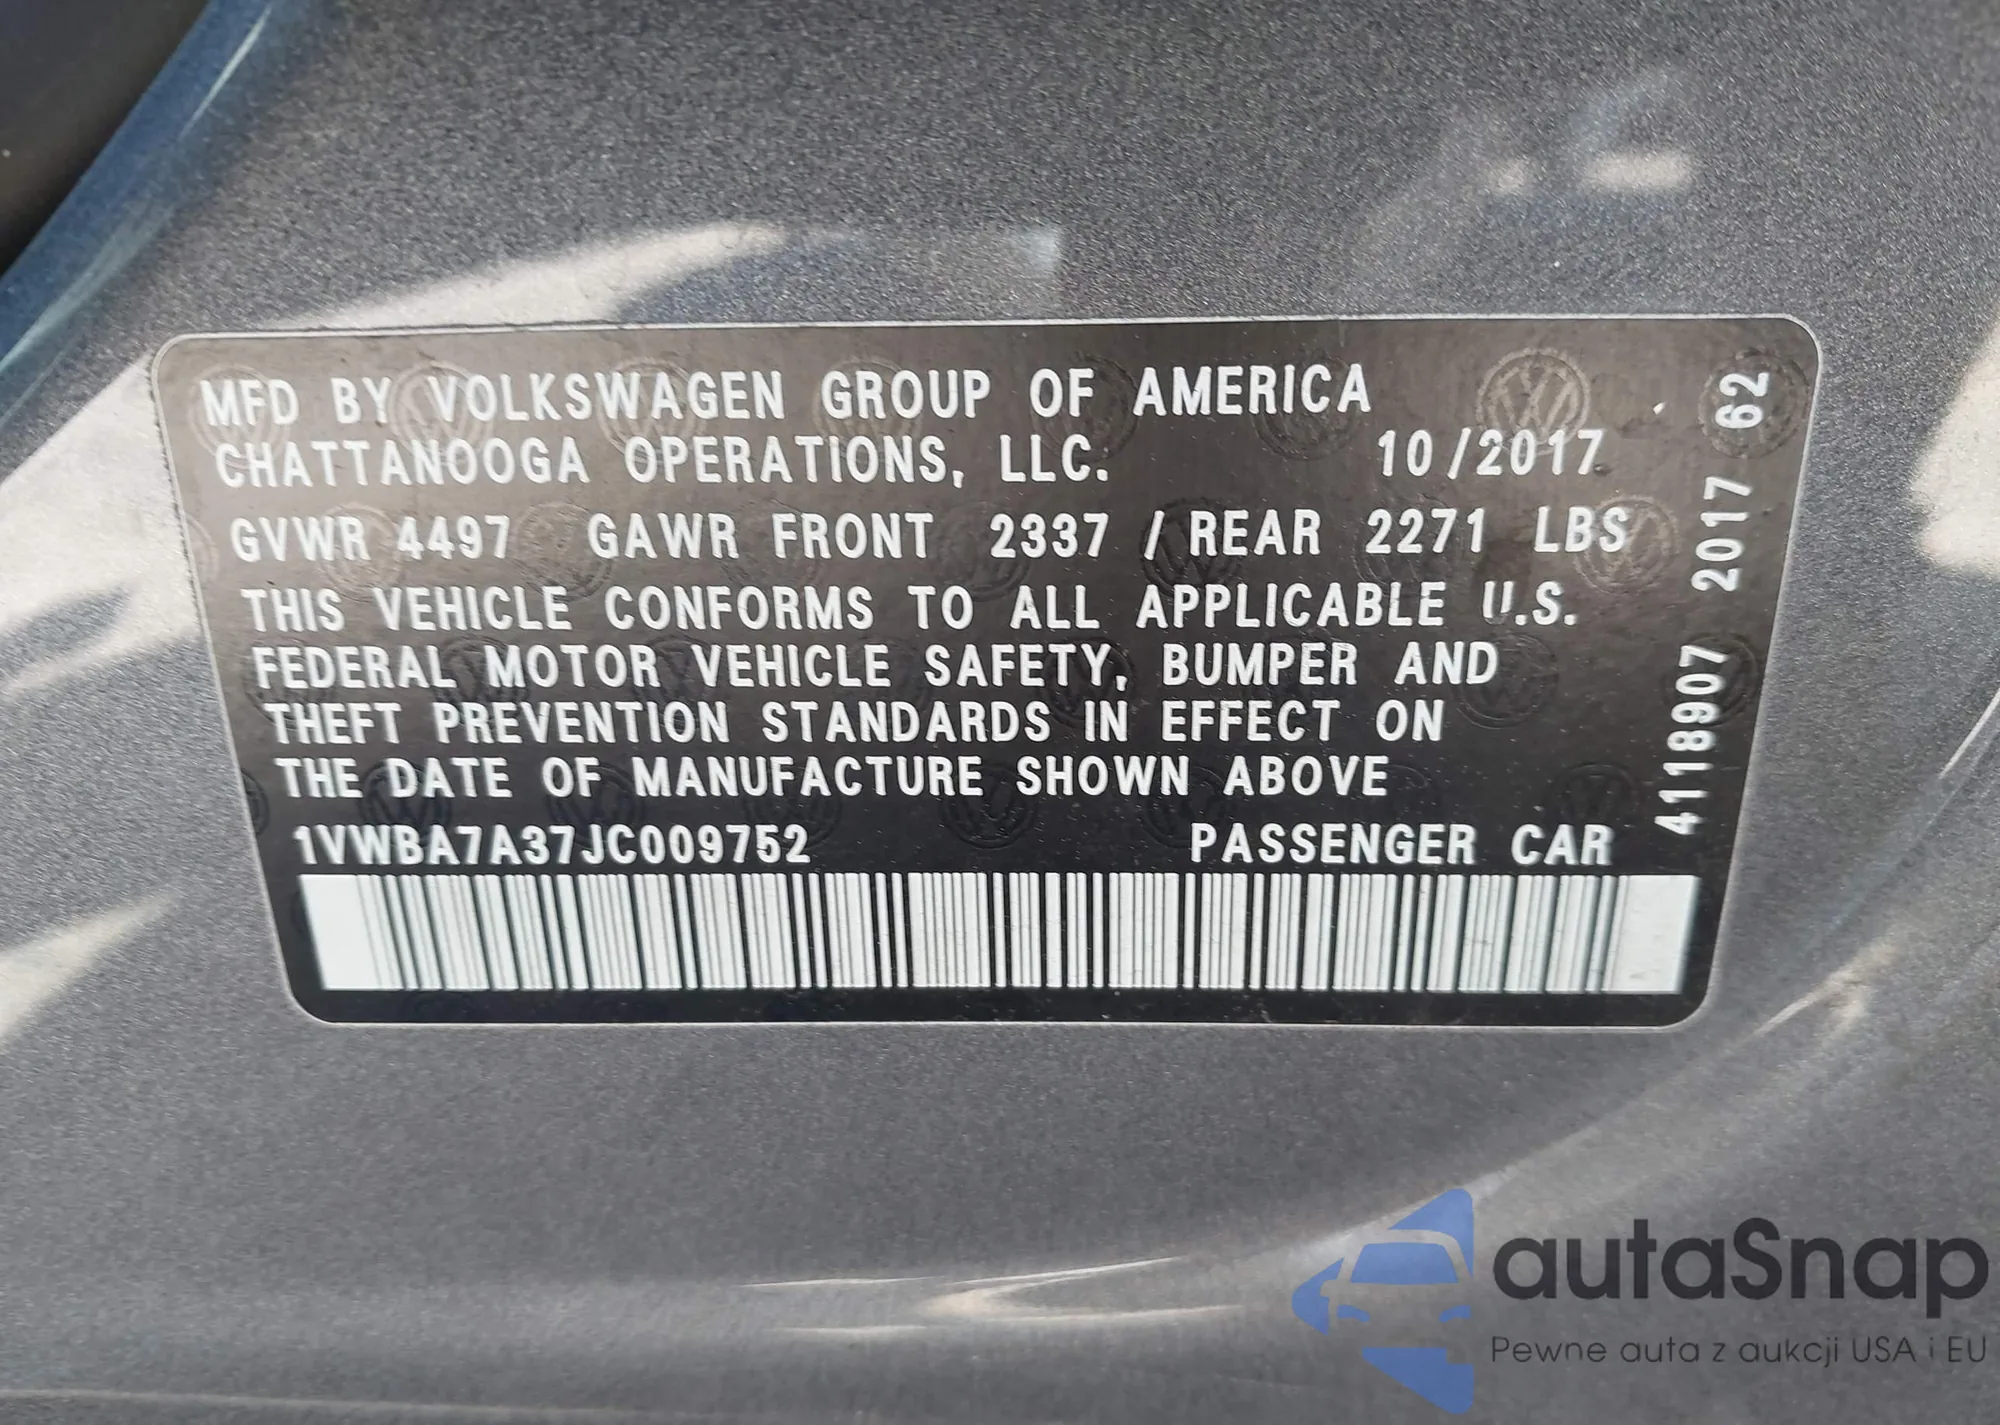 MFD BY VOLKSWAGEN GROUP OF AMERICA
CHATTANOOGA OPERATIONS, LLC. 10/2017
GVWR 4497 GAWR FRONT 2337 / REAR 2271 LBS
THIS VEHICLE CONFORMS TO ALL APPLICABLE U.S.
FEDERAL MOTOR VEHICLE SAFETY, BUMPER AND
THEFT PREVENTION STANDARDS IN EFFECT ON
THE DATE OF MANUFACTURE SHOWN ABOVE
1VWBA7A37JC009752 PASSENGER CAR
4118907 2017 62
autaSnap
Pewne auta z aukcji USA i EU